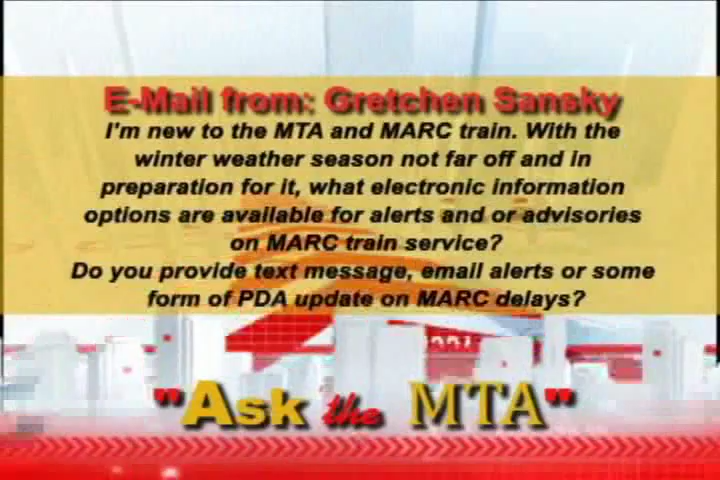 E-Mail from: Gretchen Sansky
I'm new to the MTA and MARC train. With the
winter weather season not far off and in
preparation for it, what electronic information
options are available for alerts and or advisories
on MARC train service?
Do you provide text message, email alerts or some
form of PDA update on MARC delays?
"Ask the MTA"